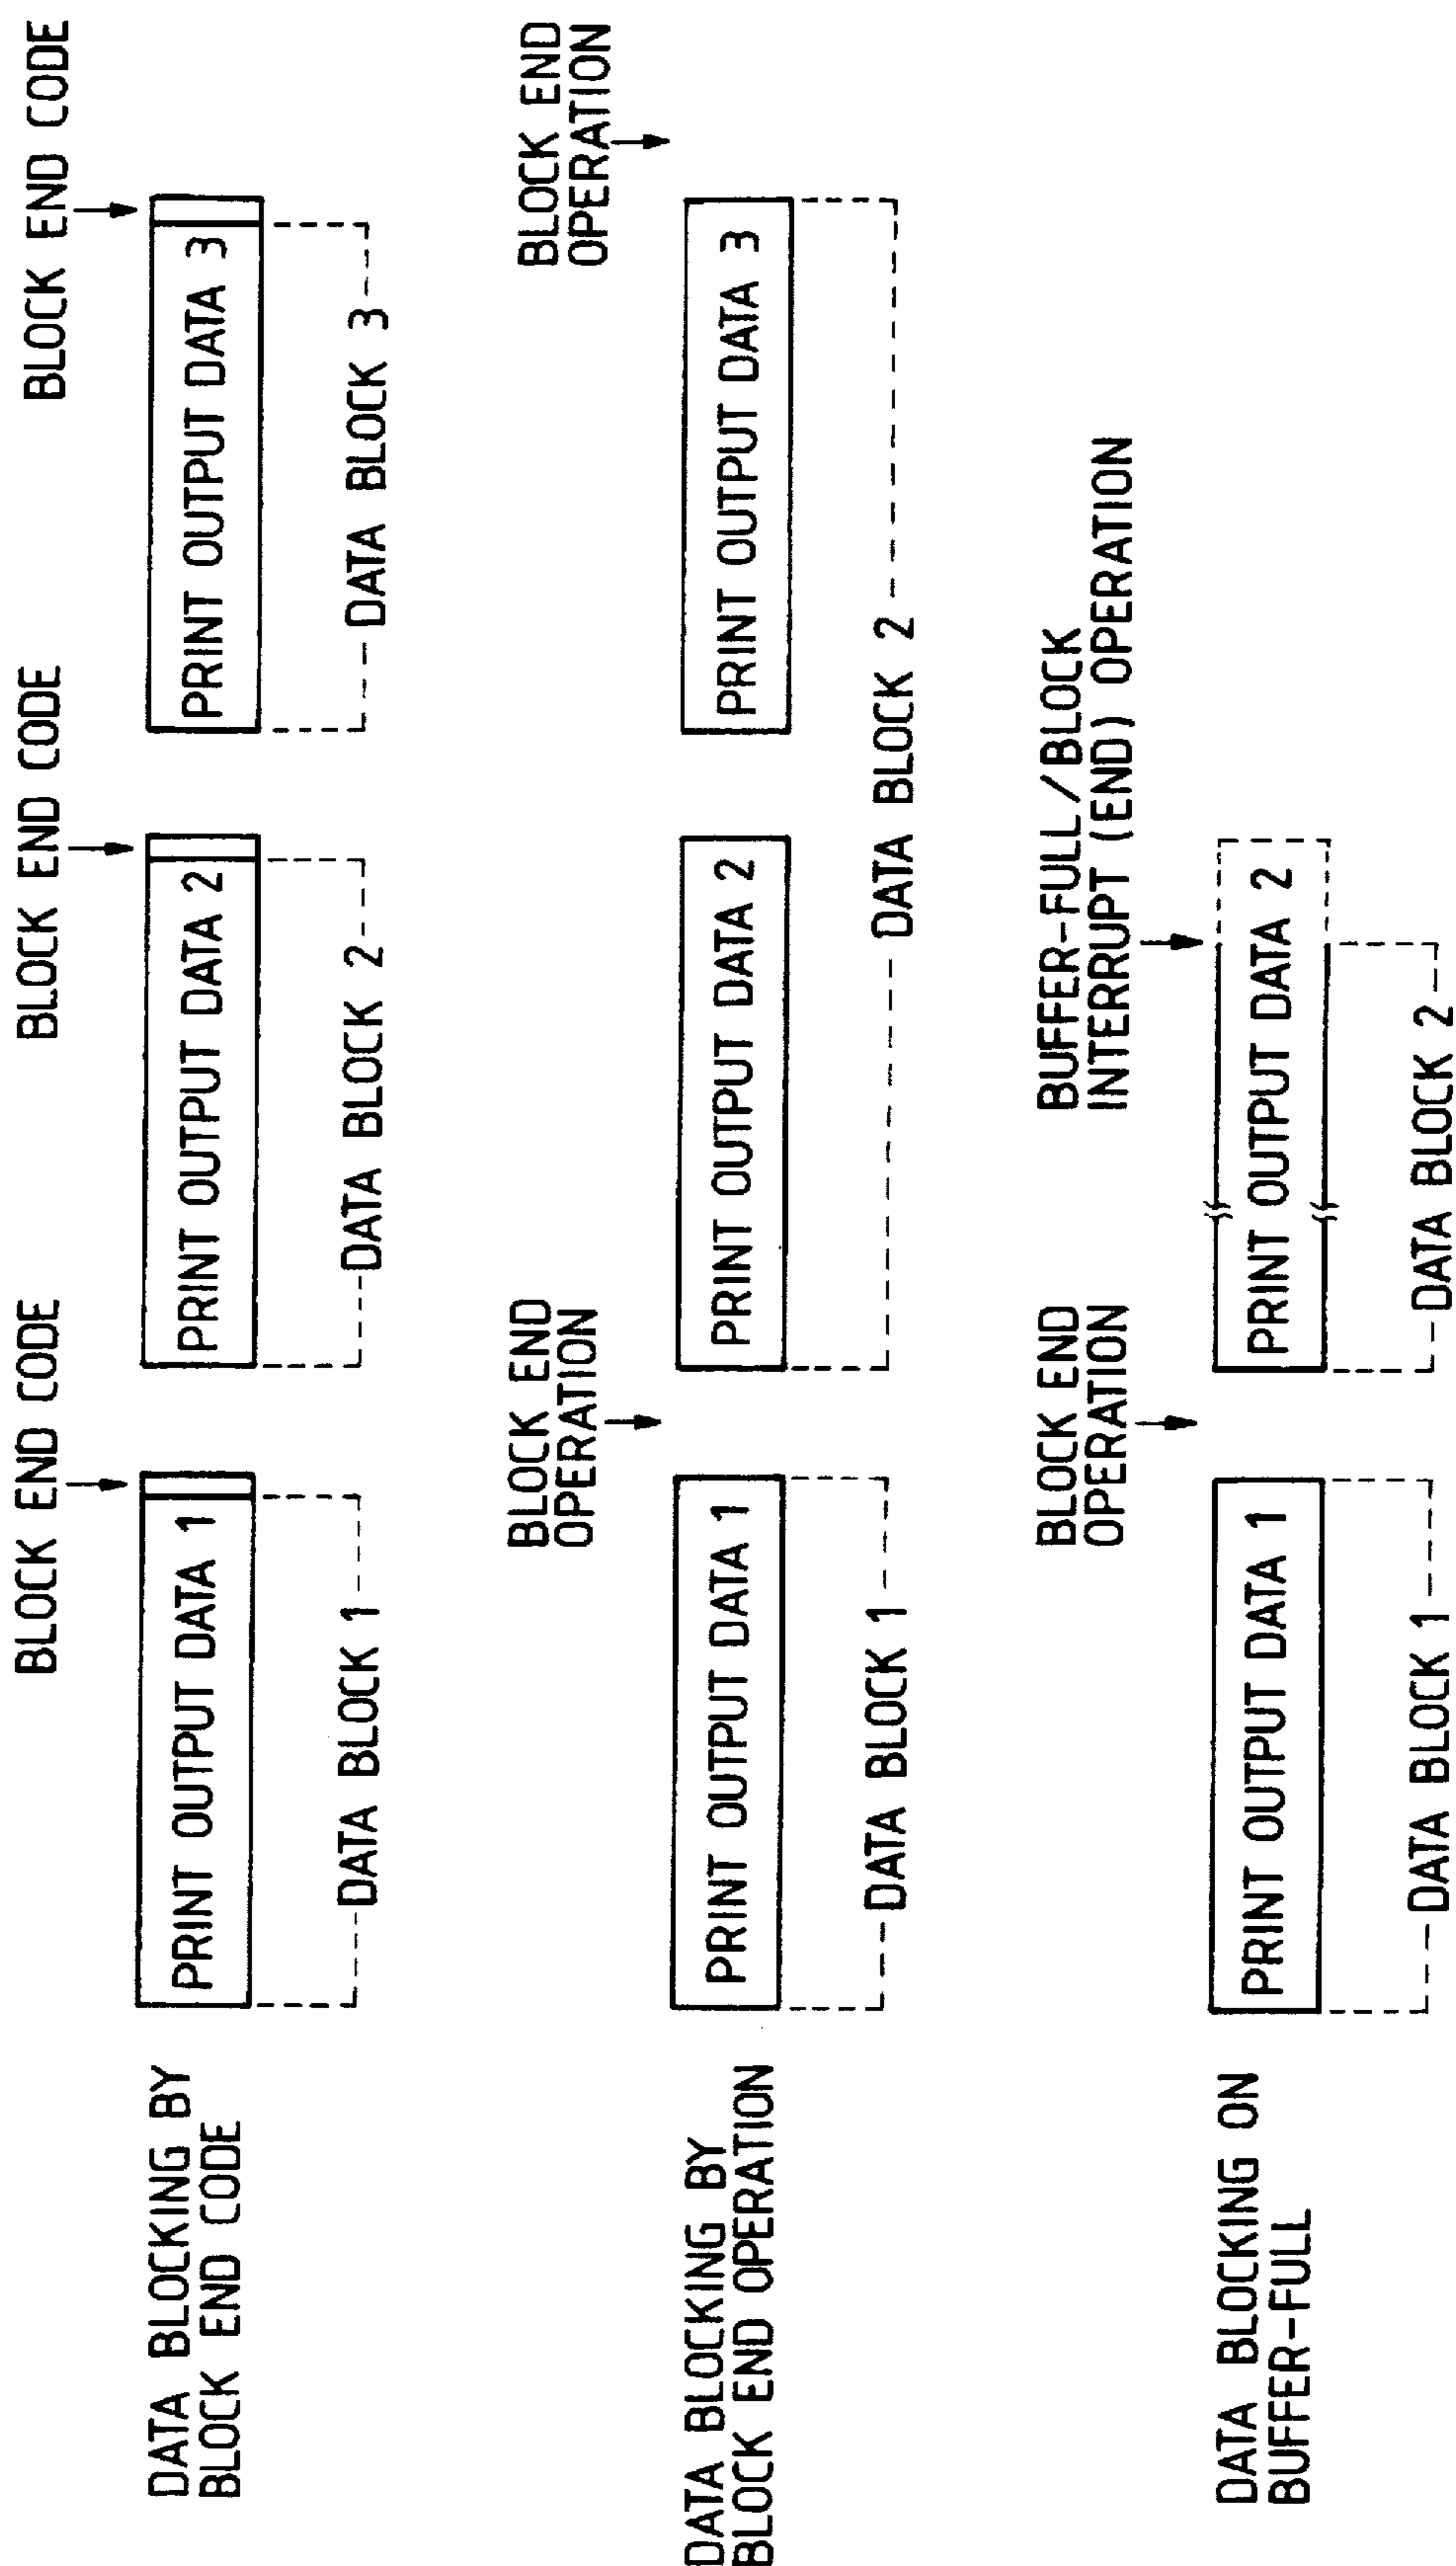 BLOCK END CODE
BLOCK END CODE
BLOCK END CODE
DATA BLOCKING BY
BLOCK END CODE
PRINT OUTPUT DATA 1
PRINT OUTPUT DATA 2
PRINT OUTPUT DATA 3
DATA BLOCK 1
DATA BLOCK 2
DATA BLOCK 3
BLOCK END
OPERATION
BLOCK END
OPERATION
DATA BLOCKING BY
BLOCK END OPERATION
PRINT OUTPUT DATA 1
PRINT OUTPUT DATA 2
PRINT OUTPUT DATA 3
DATA BLOCK 1
DATA BLOCK 2
BLOCK END
OPERATION
BUFFER-FULL/BLOCK
INTERRUPT (END) OPERATION
DATA BLOCKING ON
BUFFER-FULL
PRINT OUTPUT DATA 1
PRINT OUTPUT DATA 2
DATA BLOCK 1
DATA BLOCK 2